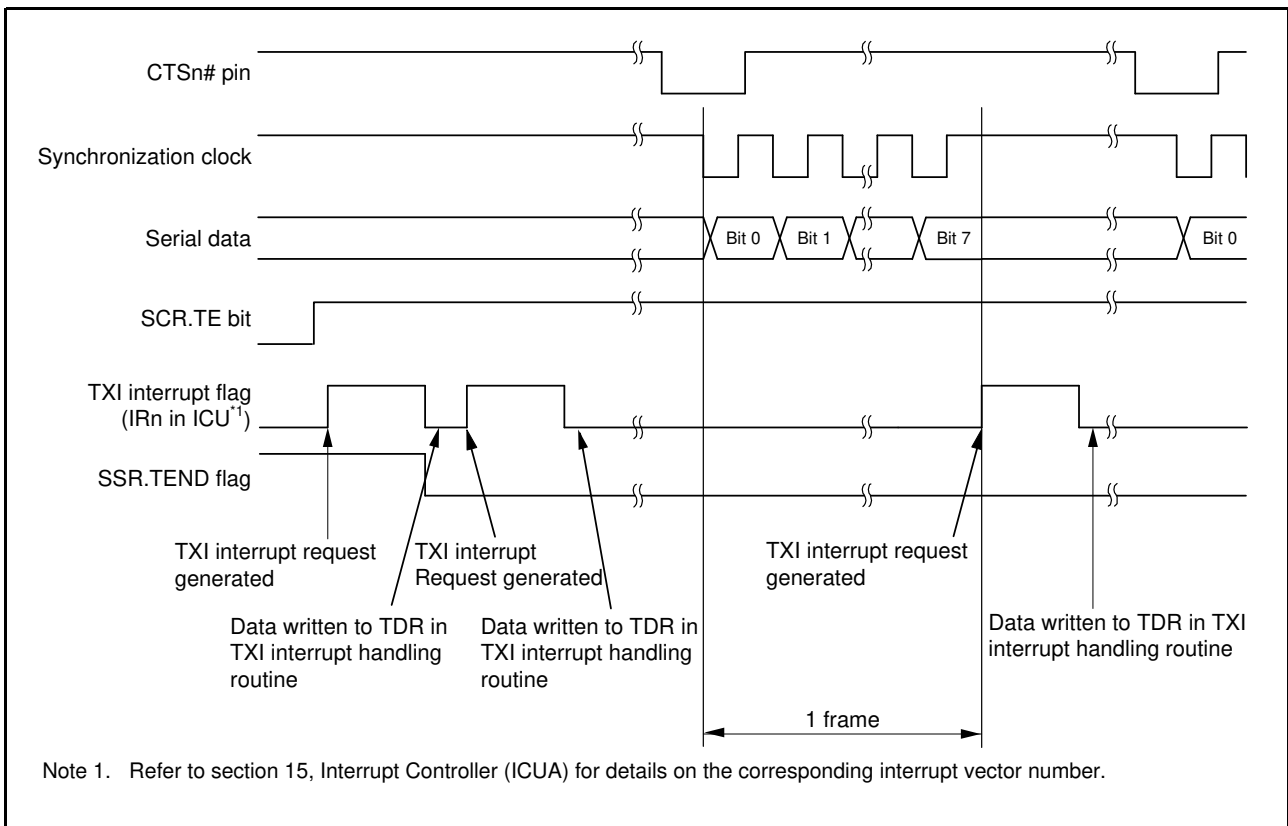 CTSn# pin
Synchronization clock
Serial data
Bit 0
Bit 1
Bit 7
Bit 0
SCR.TE bit
TXI interrupt flag
(IRn in ICU*1)
SSR.TEND flag
TXI interrupt request
generated
TXI interrupt
Request generated
TXI interrupt request
generated
Data written to TDR in
TXI interrupt handling
routine
Data written to TDR in
TXI interrupt handling
routine
Data written to TDR in TXI
interrupt handling routine
1 frame
Note 1. Refer to section 15, Interrupt Controller (ICUA) for details on the corresponding interrupt vector number.